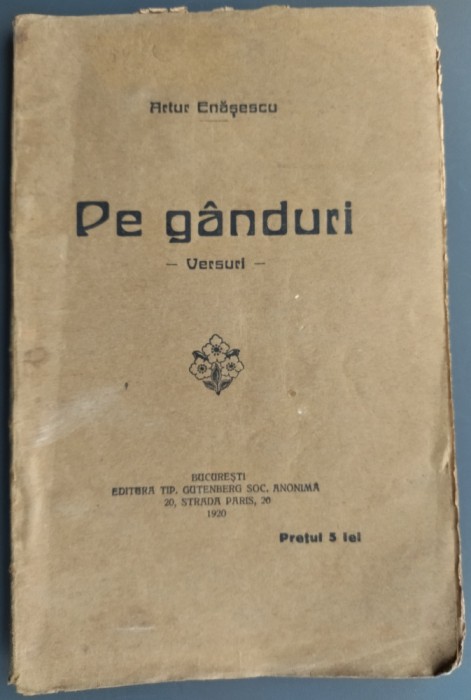 Artur Enășescu
Pe gânduri
– Versuri –
BUCUREȘTI
EDITURA TIP. GUTENBERG SOC. ANONIMA
20, STRADA PARIS, 20
1920
Prețul 5 lei